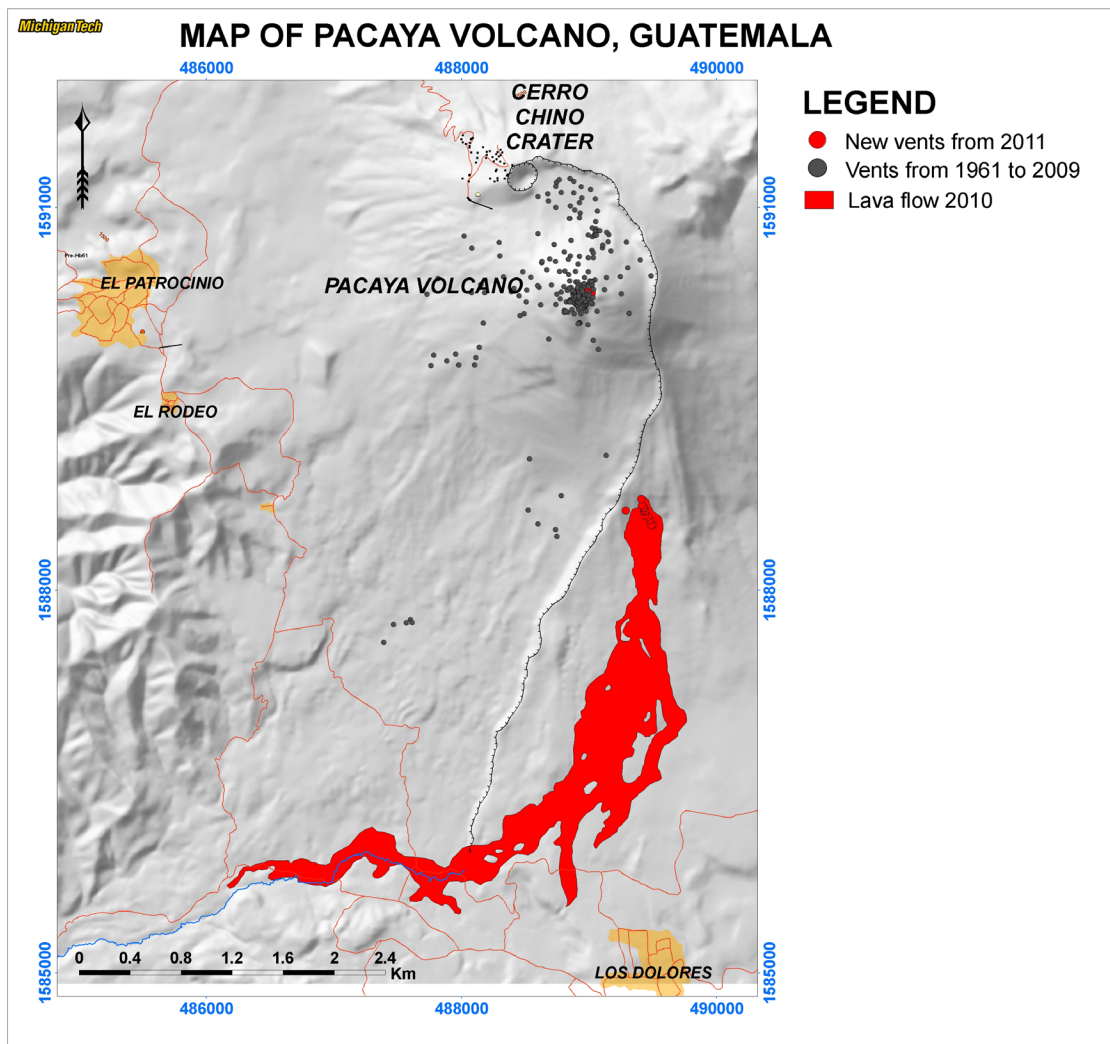 MichiganTech
MAP OF PACAYA VOLCANO, GUATEMALA
486000
488000
490000
CERRO
CHINO
CRATER
LEGEND
New vents from 2011
Vents from 1961 to 2009
Lava flow 2010
1591000
1591000
Pre-Hb61
EL PATROCINIO
PACAYA VOLCANO
EL RODEO
1588000
1588000
0
0.4
0.8
1.2
1.6
2
2.4
Km
LOS DOLORES
1585000
1585000
486000
488000
490000